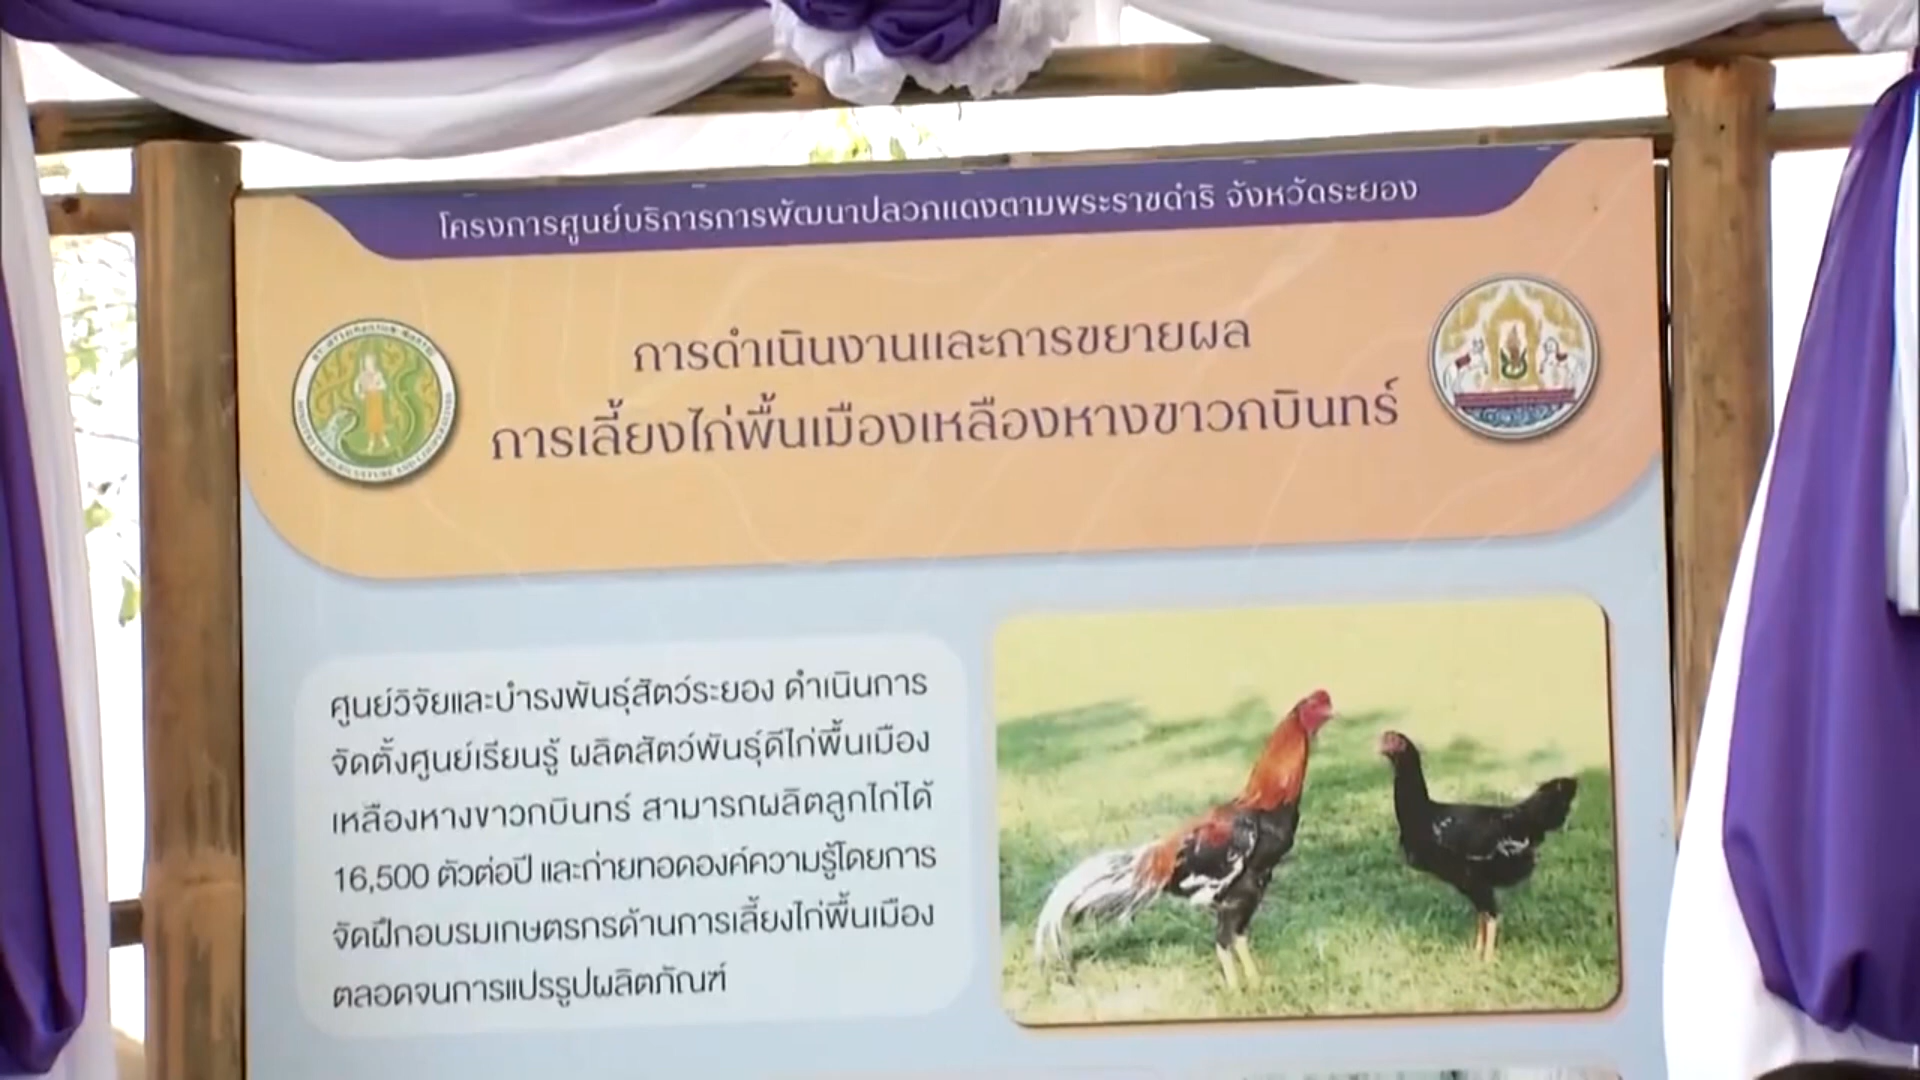 โครงการศูนย์บริการการพัฒนาปลวกแดงตามพระราชดำริ จังหวัดระยอง
การดำเนินงานและการขยายผล
การเลี้ยงไก่พื้นเมืองเหลืองหางขาวกบินทร์
ศูนย์วิจัยและบำรุงพันธุ์สัตว์ระยอง ดำเนินการ
จัดตั้งศูนย์เรียนรู้ ผลิตสัตว์พันธุ์ดีไก่พื้นเมือง
เหลืองหางขาวกบินทร์ สามารถผลิตลูกไก่ได้
16,500 ตัวต่อปี และถ่ายทอดองค์ความรู้โดยการ
จัดฝึกอบรมเกษตรกรด้านการเลี้ยงไก่พื้นเมือง
ตลอดจนการแปรรูปผลิตภัณฑ์